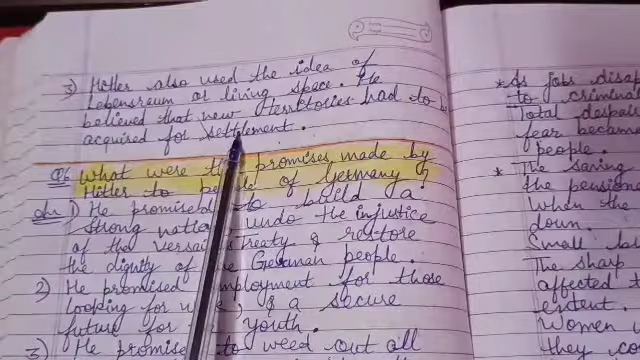 3) Hitler also used the idea of
Lebensraum or living space. He
believed that new territories had to
acquired for settlement.
Q6 What were the promises made by
Hitler to people of Germany?
Ans 1) He promised to build a
strong nation, undo the injustice
of the Versailles treaty & restore
the dignity of the German people.
2) He promised employment for those
looking for work, & a secure
future for the youth.
3) He promised to weed out all
* As jobs disap
to criminal
Total despai
fear became
people.
* The saving
the pension
When the
down.
Small bu
The sharp
affected t
extent.
Women
they co